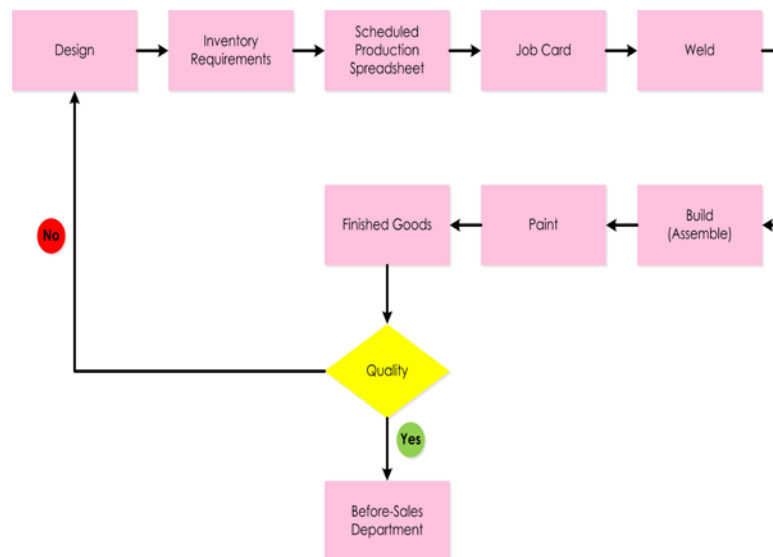 Design
Inventory
Requirements
Scheduled
Production
Spreadsheet
Job Card
Weld
Build
(Assemble)
Paint
Finished Goods
No
Quality
Yes
Before-Sales
Department